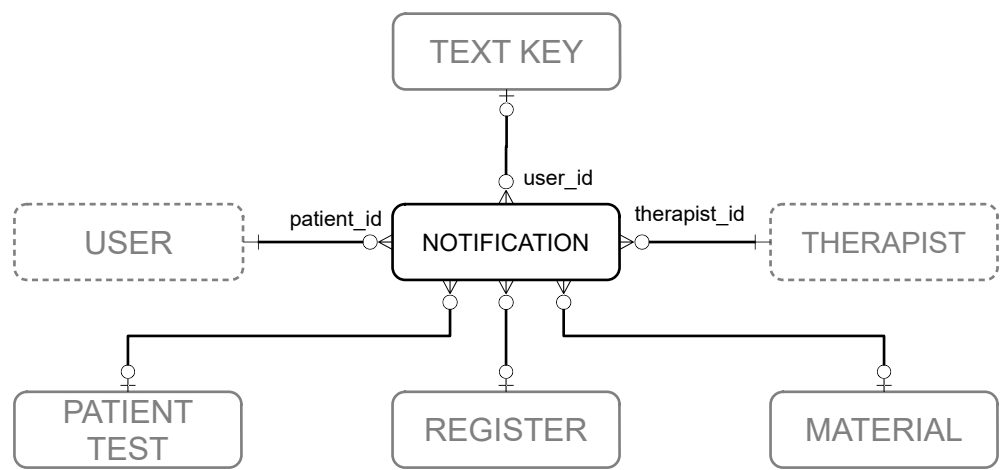 TEXT KEY
user_id
patient_id
therapist_id
USER
NOTIFICATION
THERAPIST
PATIENT
TEST
REGISTER
MATERIAL